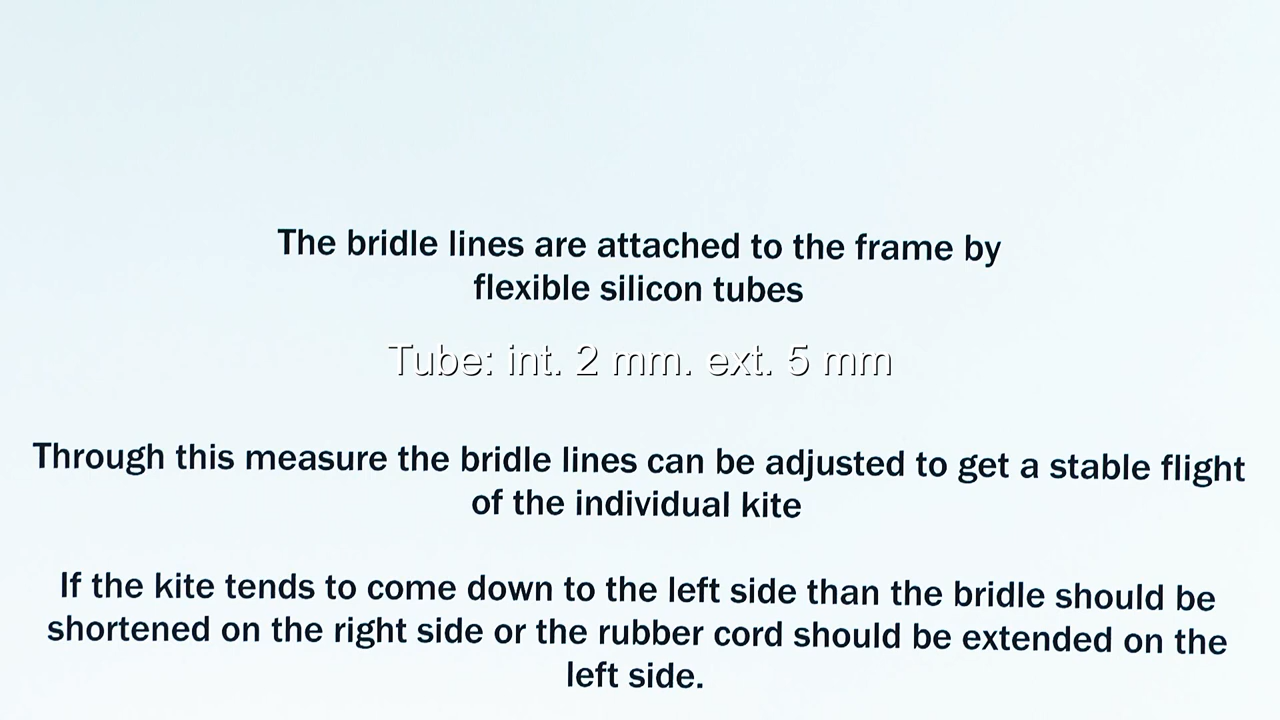 The bridle lines are attached to the frame by
flexible silicon tubes
Tube: int. 2 mm. ext. 5 mm
Through this measure the bridle lines can be adjusted to get a stable flight
of the individual kite
If the kite tends to come down to the left side than the bridle should be
shortened on the right side or the rubber cord should be extended on the
left side.